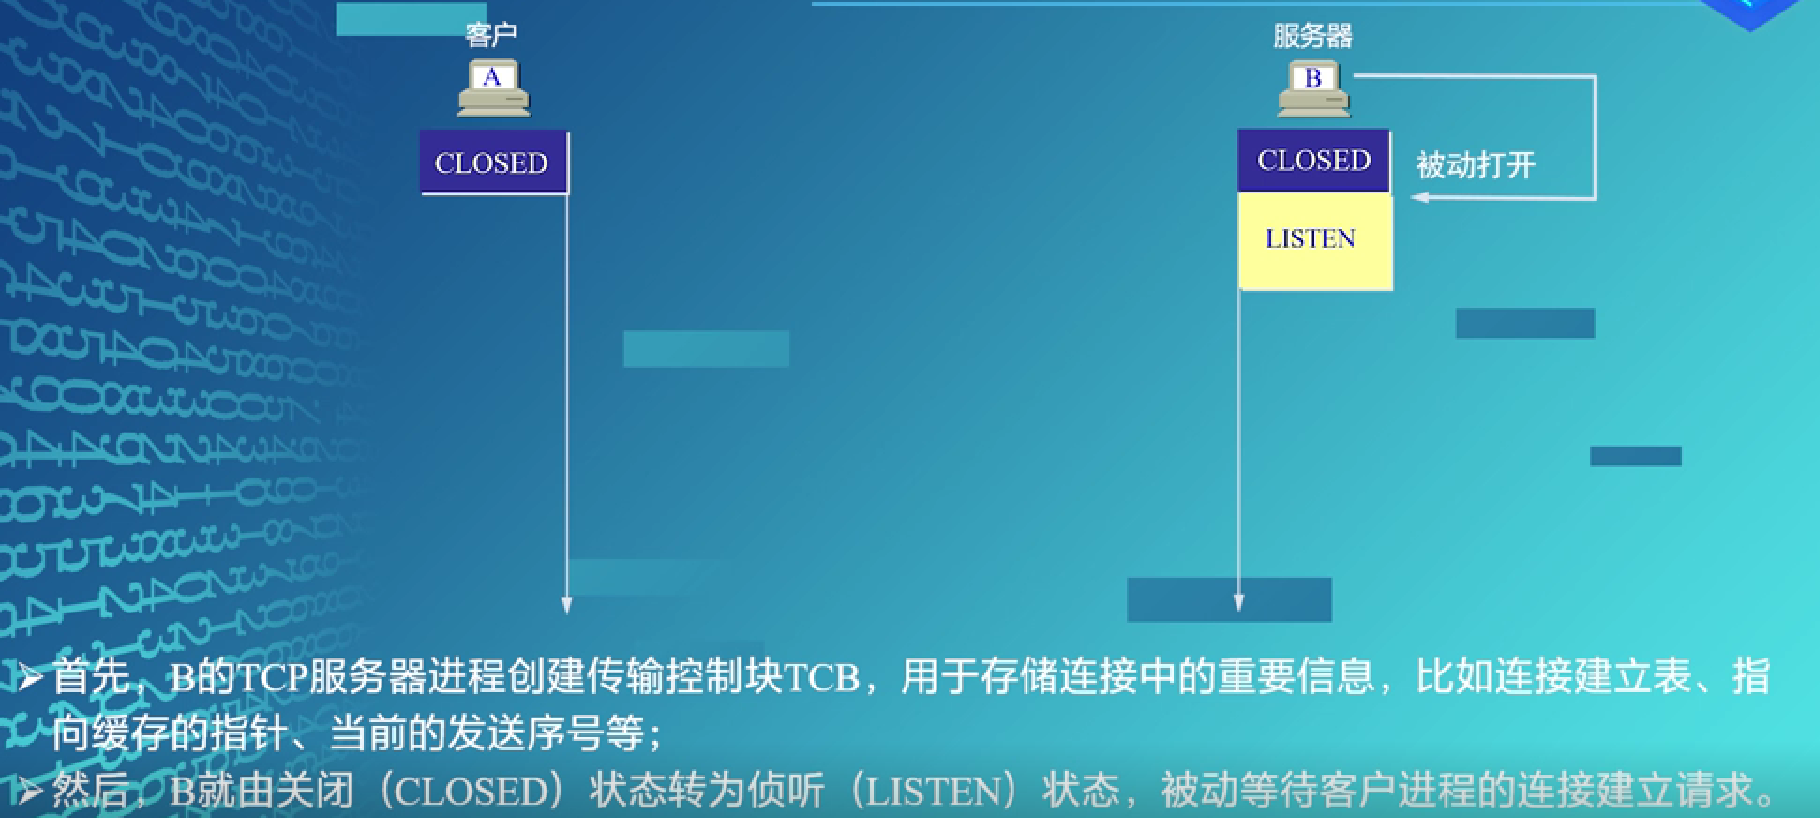 客户
服务器
A
B
CLOSED
CLOSED
被动打开
LISTEN
首先，B的TCP服务器进程创建传输控制块TCB，用于存储连接中的重要信息，比如连接建立表、指
向缓存的指针、当前的发送序号等；
然后，B就由关闭（CLOSED）状态转为侦听（LISTEN）状态，被动等待客户进程的连接建立请求。